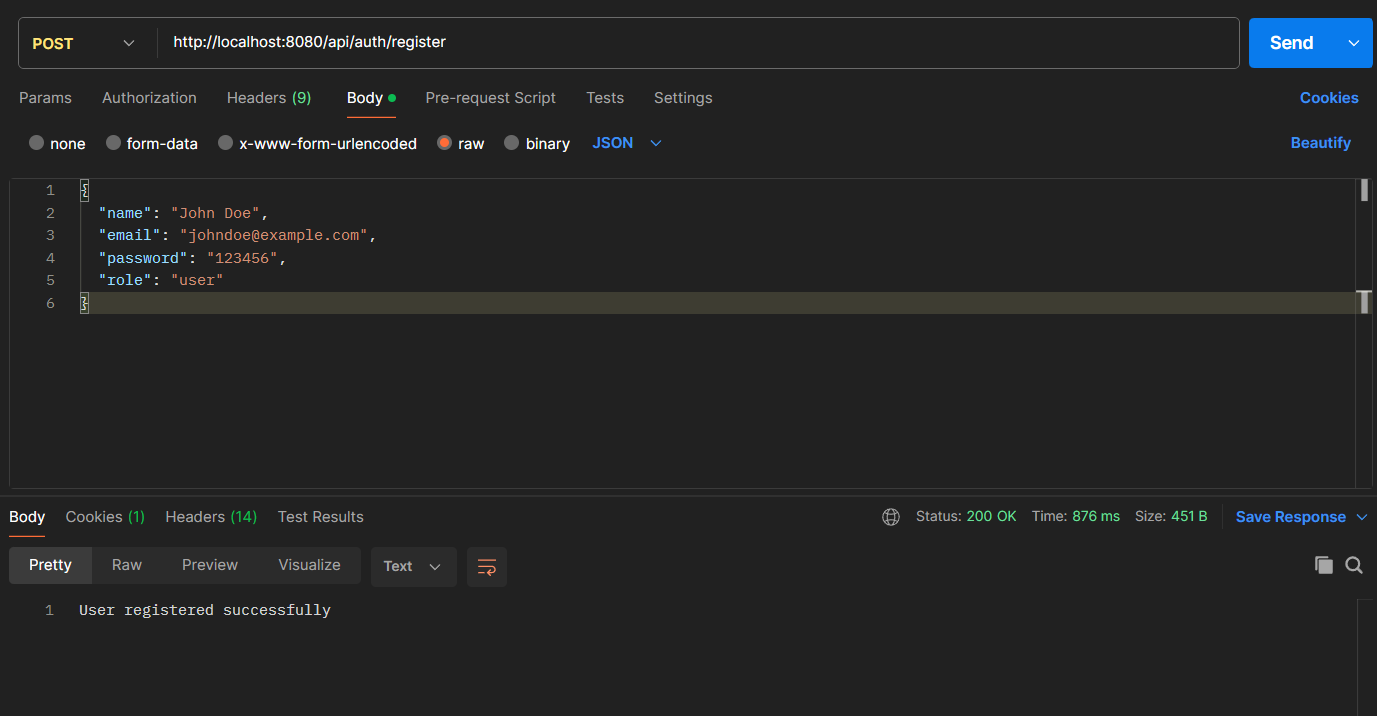 POST http://localhost:8080/api/auth/register Send
Params Authorization Headers (9) Body Pre-request Script Tests Settings Cookies
none form-data x-www-form-urlencoded raw binary JSON Beautify
1 {
2 "name": "John Doe",
3 "email": "johndoe@example.com",
4 "password": "123456",
5 "role": "user"
6 }
Body Cookies (1) Headers (14) Test Results Status: 200 OK Time: 876 ms Size: 451 B Save Response
Pretty Raw Preview Visualize Text
1 User registered successfully